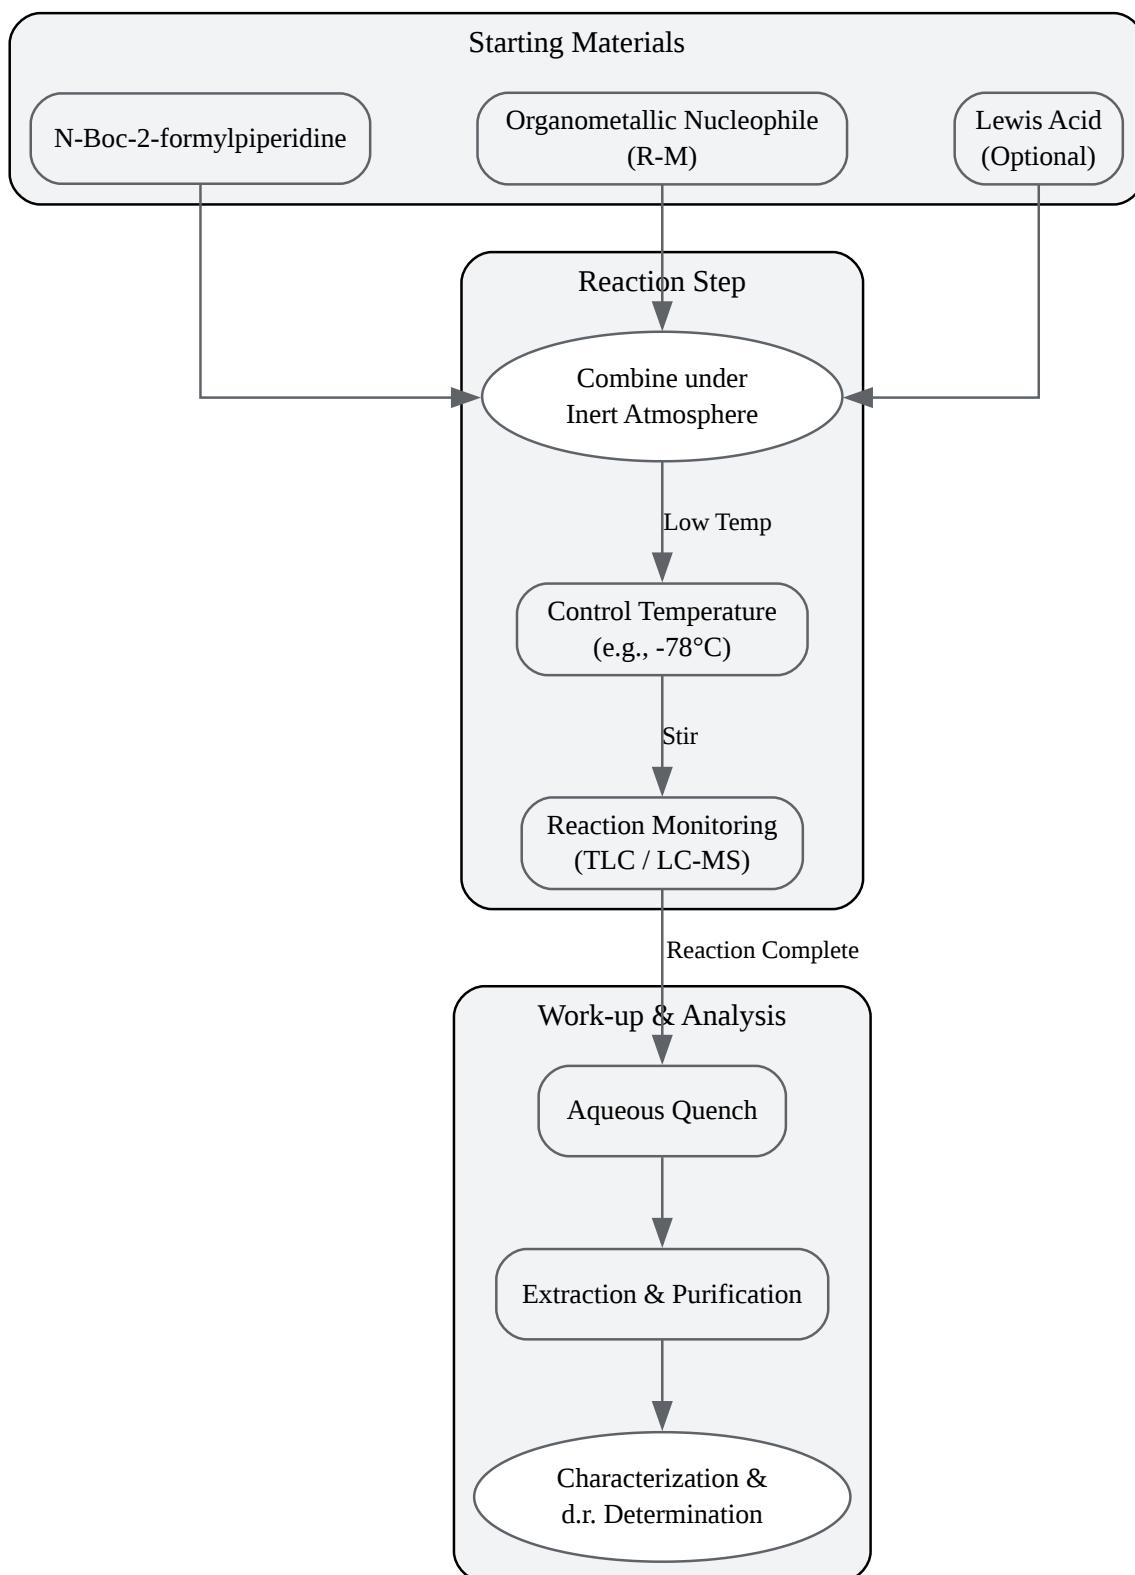 Starting Materials
N-Boc-2-formylpiperidine
Organometallic Nucleophile
(R-M)
Lewis Acid
(Optional)
Reaction Step
Combine under
Inert Atmosphere
Low Temp
Control Temperature
(e.g., -78°C)
Stir
Reaction Monitoring
(TLC / LC-MS)
Reaction Complete
Work-up & Analysis
Aqueous Quench
Extraction & Purification
Characterization &
d.r. Determination